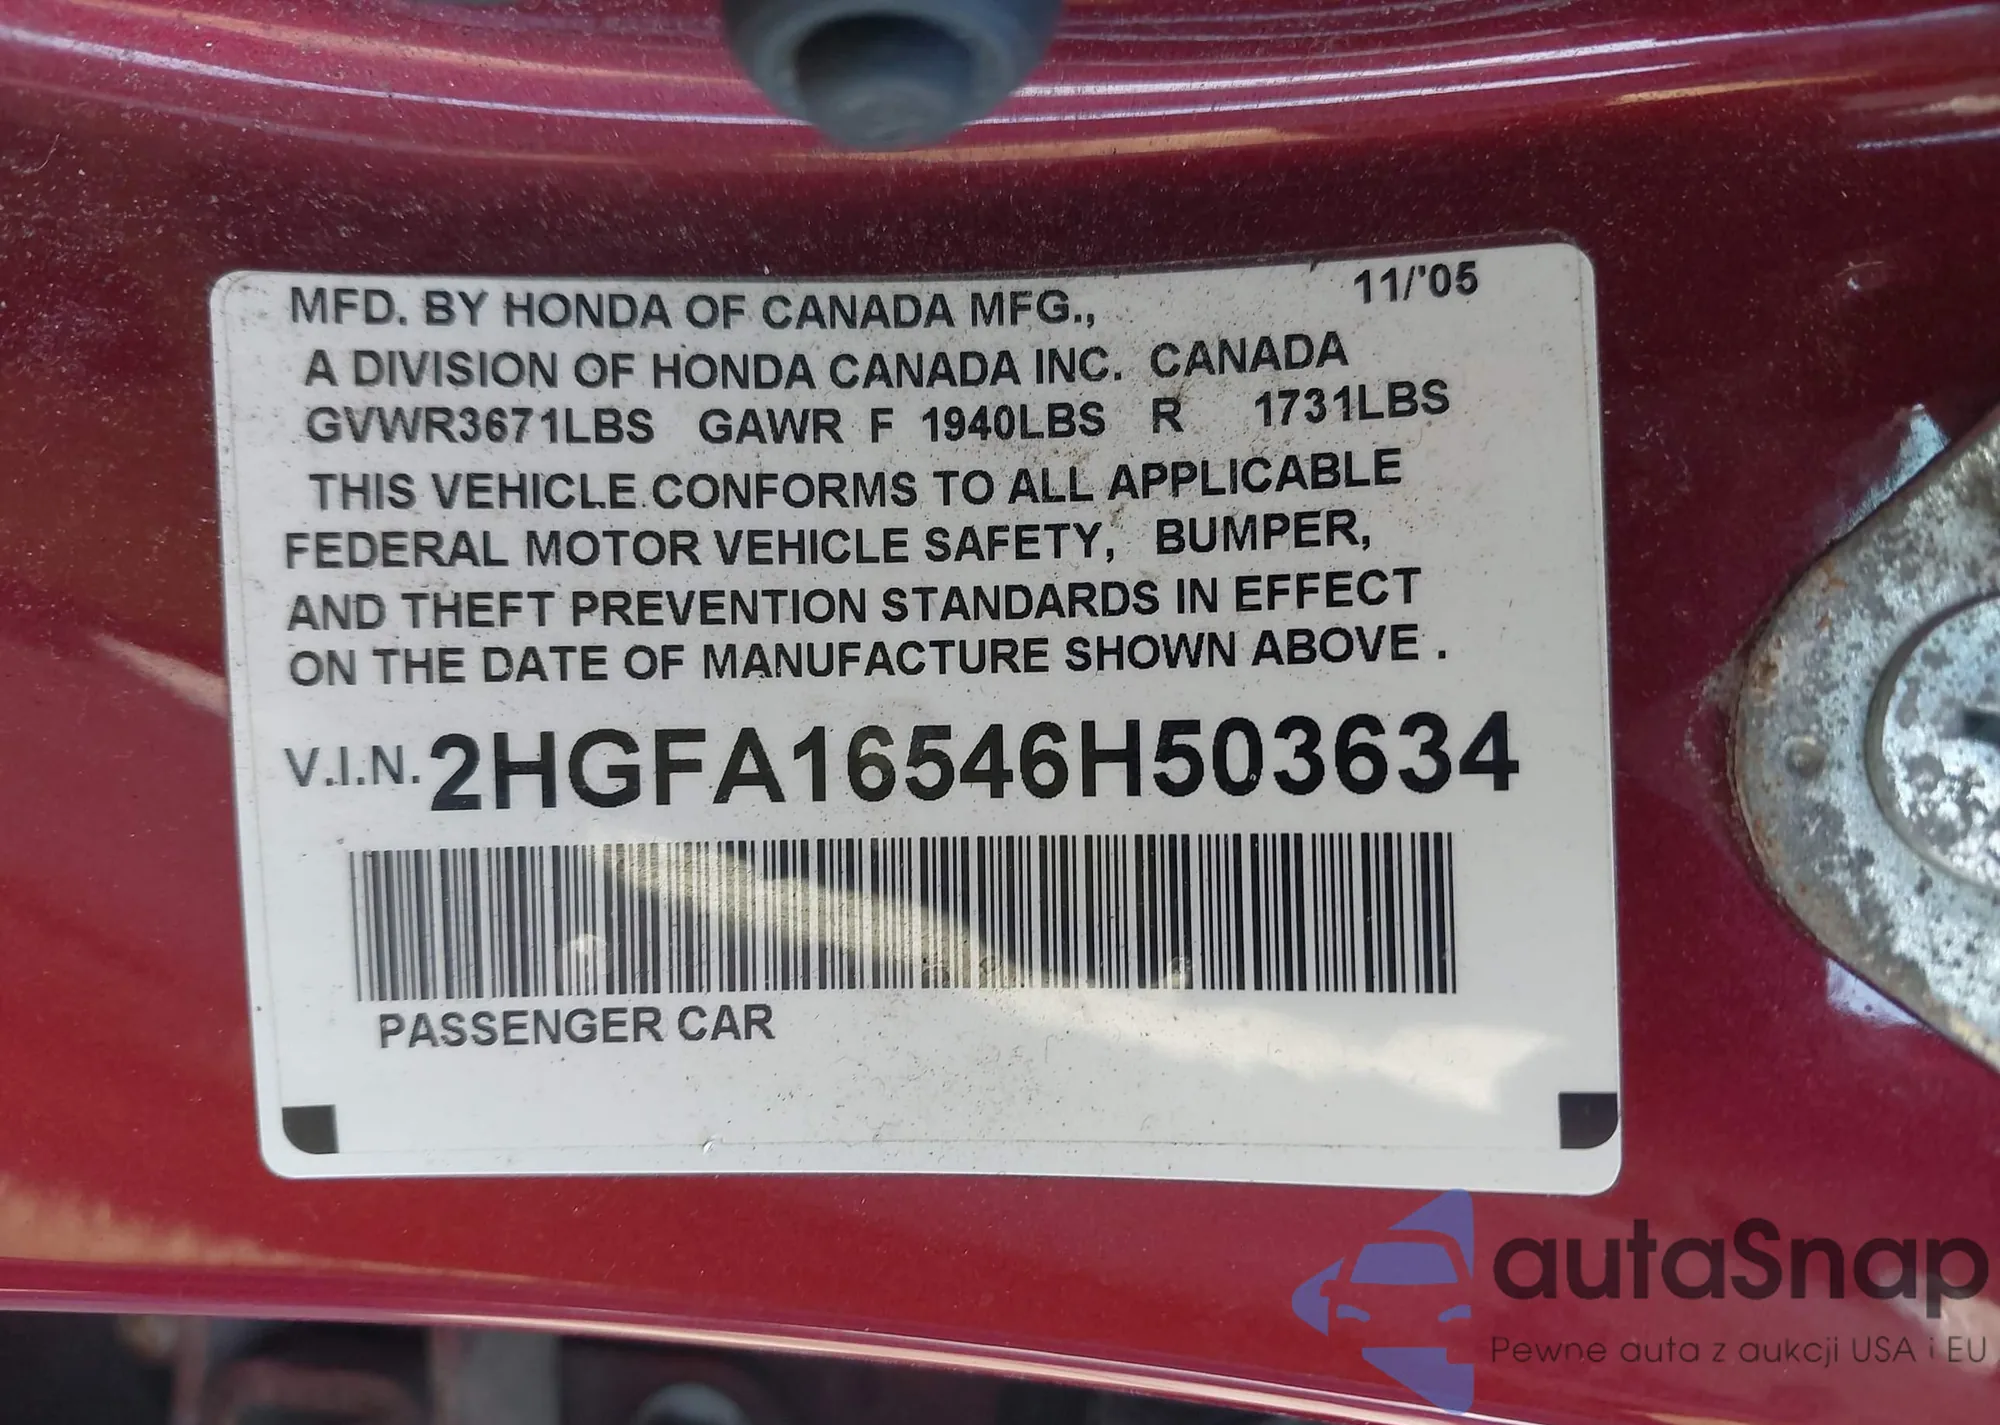 MFD. BY HONDA OF CANADA MFG., 11/'05
A DIVISION OF HONDA CANADA INC. CANADA
GVWR3671LBS GAWR F 1940LBS R 1731LBS
THIS VEHICLE CONFORMS TO ALL APPLICABLE
FEDERAL MOTOR VEHICLE SAFETY, BUMPER,
AND THEFT PREVENTION STANDARDS IN EFFECT
ON THE DATE OF MANUFACTURE SHOWN ABOVE .
V.I.N. 2HGFA16546H503634
PASSENGER CAR
autaSnap
Pewne auta z aukcji USA i EU